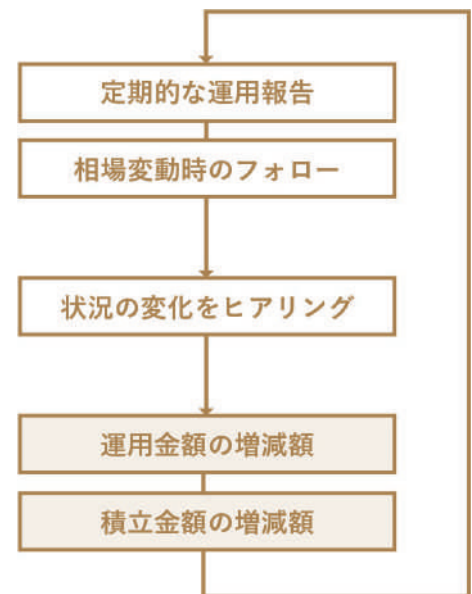 定期的な運用報告
相場変動時のフォロー
状況の変化をヒアリング
運用金額の増減額
積立金額の増減額